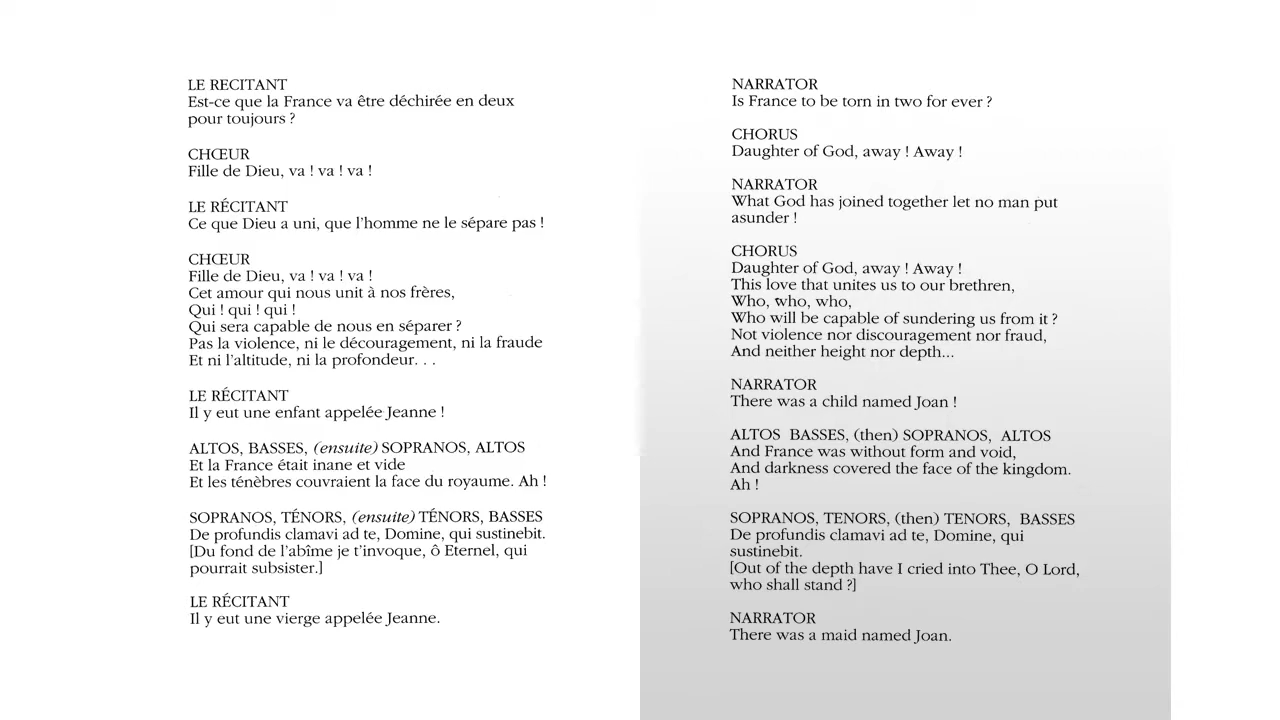 LE RECITANT
Est-ce que la France va être déchirée en deux
pour toujours ?
CHŒUR
Fille de Dieu, va ! va ! va !
LE RÉCITANT
Ce que Dieu a uni, que l'homme ne le sépare pas !
CHŒUR
Fille de Dieu, va ! va ! va !
Cet amour qui nous unit à nos frères,
Qui ! qui ! qui !
Qui sera capable de nous en séparer ?
Pas la violence, ni le découragement, ni la fraude
Et ni l'altitude, ni la profondeur. . .
LE RÉCITANT
Il y eut une enfant appelée Jeanne !
ALTOS, BASSES, (ensuite) SOPRANOS, ALTOS
Et la France était inane et vide
Et les ténèbres couvraient la face du royaume. Ah !
SOPRANOS, TÉNORS, (ensuite) TÉNORS, BASSES
De profundis clamavi ad te, Domine, qui sustinebit.
[Du fond de l'abîme je t'invoque, ô Eternel, qui
pourrait subsister.]
LE RÉCITANT
Il y eut une vierge appelée Jeanne.
NARRATOR
Is France to be torn in two for ever ?
CHORUS
Daughter of God, away ! Away !
NARRATOR
What God has joined together let no man put
asunder !
CHORUS
Daughter of God, away ! Away !
This love that unites us to our brethren,
Who, who, who,
Who will be capable of sundering us from it ?
Not violence nor discouragement nor fraud,
And neither height nor depth...
NARRATOR
There was a child named Joan !
ALTOS BASSES, (then) SOPRANOS, ALTOS
And France was without form and void,
And darkness covered the face of the kingdom.
Ah !
SOPRANOS, TENORS, (then) TENORS, BASSES
De profundis clamavi ad te, Domine, qui
sustinebit.
[Out of the depth have I cried into Thee, O Lord,
who shall stand ?]
NARRATOR
There was a maid named Joan.